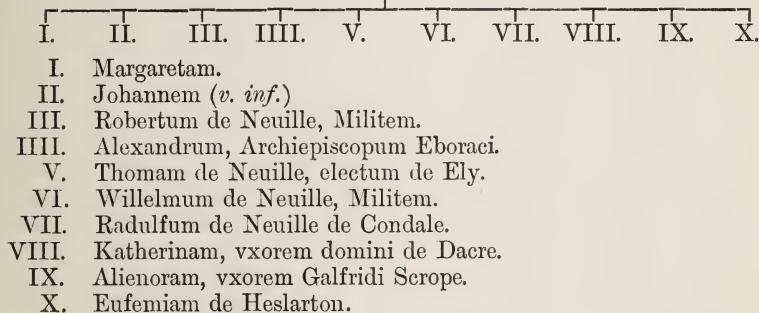 I. II. III. IIII. V. VI. VII. VIII. IX. X.
I. Margaretam.
II. Johannem (v. inf.)
III. Robertum de Neuille, Militem.
IIII. Alexandrum, Archiepiscopum Eboraci.
V. Thomam de Neuille, electum de Ely.
VI. Willelmum de Neuille, Militem.
VII. Radulfum de Neuille de Condale.
VIII. Katherinam, vxorem domini de Dacre.
IX. Alienoram, vxorem Galfridi Scrope.
X. Eufemiam de Heslarton.